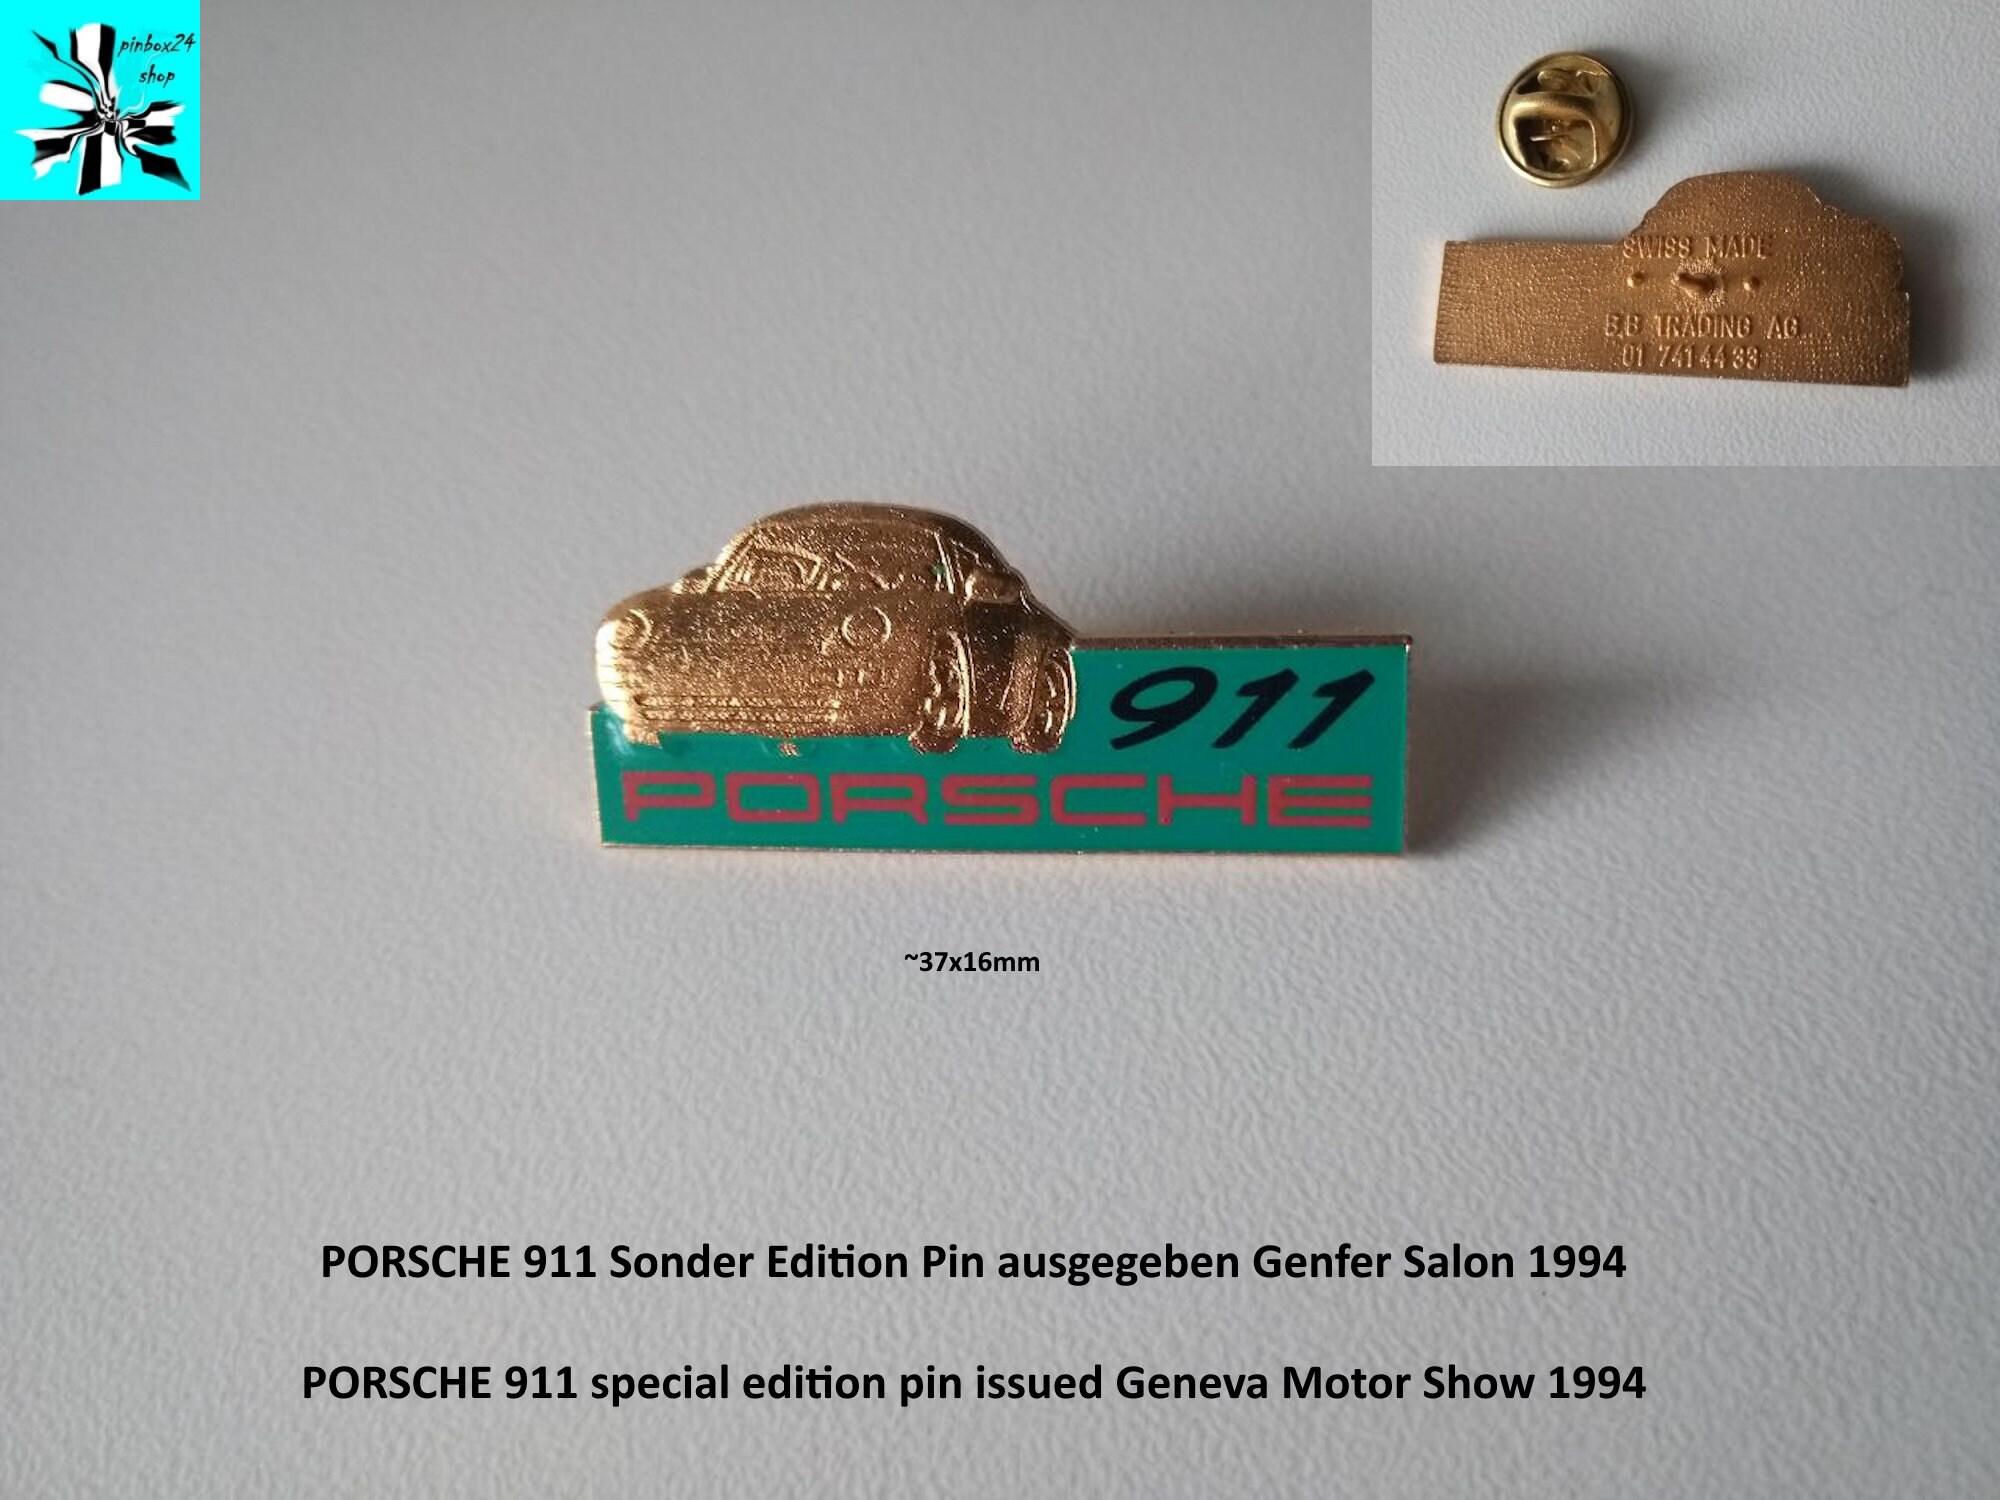 pinbox24
shop
SWISS MADE
E.B TRADING AG
01 741 44 33
911
PORSCHE
~37x16mm
PORSCHE 911 Sonder Edition Pin ausgegeben Genfer Salon 1994
PORSCHE 911 special edition pin issued Geneva Motor Show 1994